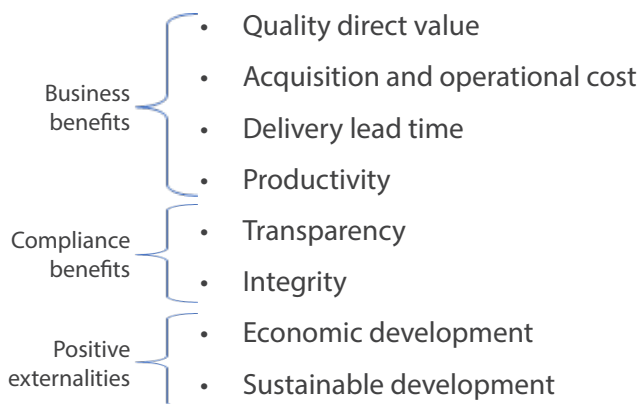 Business
benefits
• Quality direct value
• Acquisition and operational cost
• Delivery lead time
• Productivity
Compliance
benefits
• Transparency
• Integrity
Positive
externalities
• Economic development
• Sustainable development